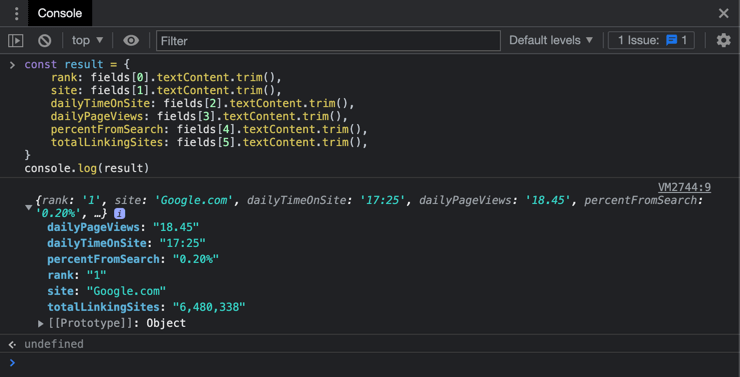 Console
top ▼ Filter Default levels ▼ 1 Issue: 1
const result = {
    rank: fields[0].textContent.trim(),
    site: fields[1].textContent.trim(),
    dailyTimeOnSite: fields[2].textContent.trim(),
    dailyPageViews: fields[3].textContent.trim(),
    percentFromSearch: fields[4].textContent.trim(),
    totalLinkingSites: fields[5].textContent.trim(),
}
console.log(result)
VM2744:9
{rank: '1', site: 'Google.com', dailyTimeOnSite: '17:25', dailyPageViews: '18.45', percentFromSearch:
'0.20%', …} i
dailyPageViews: "18.45"
dailyTimeOnSite: "17:25"
percentFromSearch: "0.20%"
rank: "1"
site: "Google.com"
totalLinkingSites: "6,480,338"
[[Prototype]]: Object
undefined